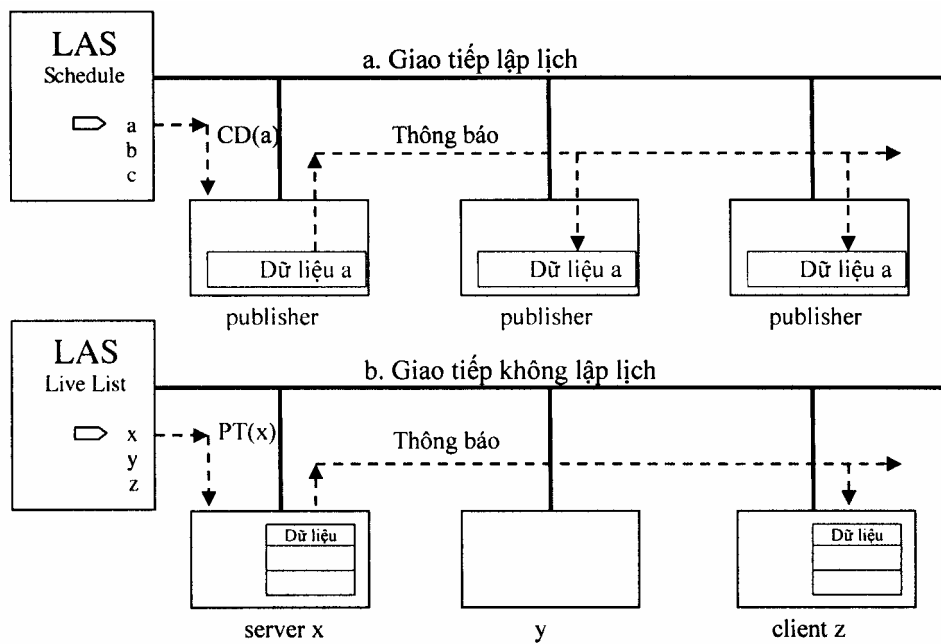 LAS
Schedule
a. Giao tiếp lập lịch
a
b
c
CD(a)
Thông báo
Dữ liệu a
Dữ liệu a
Dữ liệu a
publisher
publisher
publisher
LAS
Live List
b. Giao tiếp không lập lịch
x
y
z
PT(x)
Thông báo
Dữ liệu
Dữ liệu
server x
y
client z